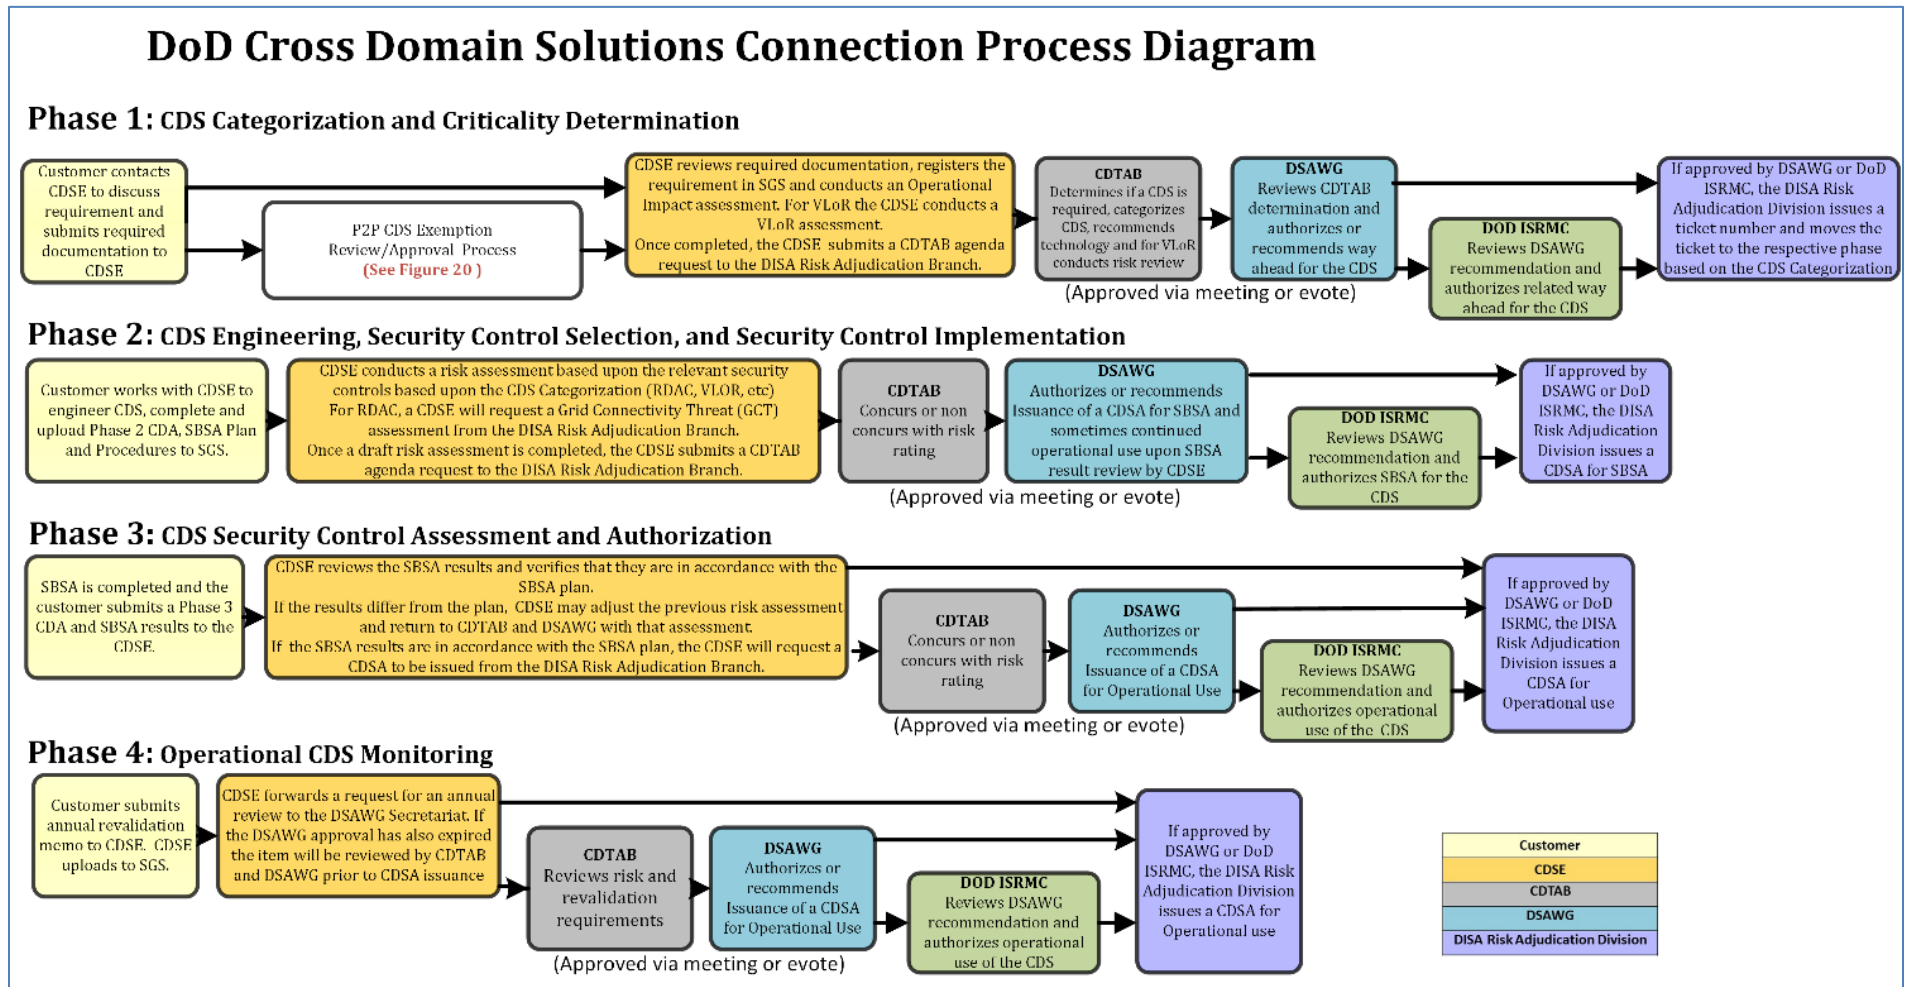 DoD Cross Domain Solutions Connection Process Diagram
Phase 1: CDS Categorization and Criticality Determination
Customer contacts
CDSE to discuss
requirement and
submits required
documentation to
CDSE
P2P CDS Exemption
Review/Approval Process
(See Figure 20 )
CDSE reviews required documentation, registers the
requirement in SGS and conducts an Operational
Impact assessment. For VLoR the CDSE conducts a
VLoR assessment.
Once completed, the CDSE submits a CDTAB agenda
request to the DISA Risk Adjudication Branch.
CDTAB
Determines if a CDS is
required, categorizes
CDS, recommends
technology and for VLoR
conducts risk review
DSAWG
Reviews CDTAB
determination and
authorizes or
recommends way
ahead for the CDS
(Approved via meeting or evote)
DOD ISRMC
Reviews DSAWG
recommendation and
authorizes related way
ahead for the CDS
If approved by DSAWG or DoD
ISRMC, the DISA Risk
Adjudication Division issues a
ticket number and moves the
ticket to the respective phase
based on the CDS Categorization
Phase 2: CDS Engineering, Security Control Selection, and Security Control Implementation
Customer works with CDSE to
engineer CDS, complete and
upload Phase 2 CDA, SBSA Plan
and Procedures to SGS.
CDSE conducts a risk assessment based upon the relevant security
controls based upon the CDS Categorization (RDAC, VLOR, etc)
For RDAC, a CDSE will request a Grid Connectivity Threat (GCT)
assessment from the DISA Risk Adjudication Branch.
Once a draft risk assessment is completed, the CDSE submits a CDTAB
agenda request to the DISA Risk Adjudication Branch.
CDTAB
Concurs or non
concurs with risk
rating
DSAWG
Authorizes or recommends
Issuance of a CDSA for SBSA and
sometimes continued
operational use upon SBSA
result review by CDSE
(Approved via meeting or evote)
DOD ISRMC
Reviews DSAWG
recommendation and
authorizes SBSA for the
CDS
If approved by
DSAWG or DoD
ISRMC, the DISA
Risk Adjudication
Division issues a
CDSA for SBSA
Phase 3: CDS Security Control Assessment and Authorization
SBSA is completed and the
customer submits a Phase 3
CDA and SBSA results to the
CDSE.
CDSE reviews the SBSA results and verifies that they are in accordance with the
SBSA plan.
If the results differ from the plan, CDSE may adjust the previous risk assessment
and return to CDTAB and DSAWG with that assessment.
If the SBSA results are in accordance with the SBSA plan, the CDSE will request a
CDSA to be issued from the DISA Risk Adjudication Branch.
CDTAB
Concurs or non
concurs with risk
rating
DSAWG
Authorizes or
recommends
Issuance of a CDSA
for Operational Use
(Approved via meeting or evote)
DOD ISRMC
Reviews DSAWG
recommendation and
authorizes operational
use of the CDS
If approved by
DSAWG or DoD
ISRMC, the DISA
Risk Adjudication
Division issues a
CDSA for
Operational use
Phase 4: Operational CDS Monitoring
Customer submits
annual revalidation
memo to CDSE. CDSE
uploads to SGS.
CDSE forwards a request for an annual
review to the DSAWG Secretariat. If
the DSAWG approval has also expired
the item will be reviewed by CDTAB
and DSAWG prior to CDSA issuance
CDTAB
Reviews risk and
revalidation
requirements
DSAWG
Authorizes or
recommends
Issuance of a CDSA
for Operational Use
(Approved via meeting or evote)
DOD ISRMC
Reviews DSAWG
recommendation and
authorizes operational
use of the CDS
If approved by
DSAWG or DoD
ISRMC, the DISA Risk
Adjudication Division
issues a CDSA for
Operational use
Customer
CDSE
CDTAB
DSAWG
DISA Risk Adjudication Division